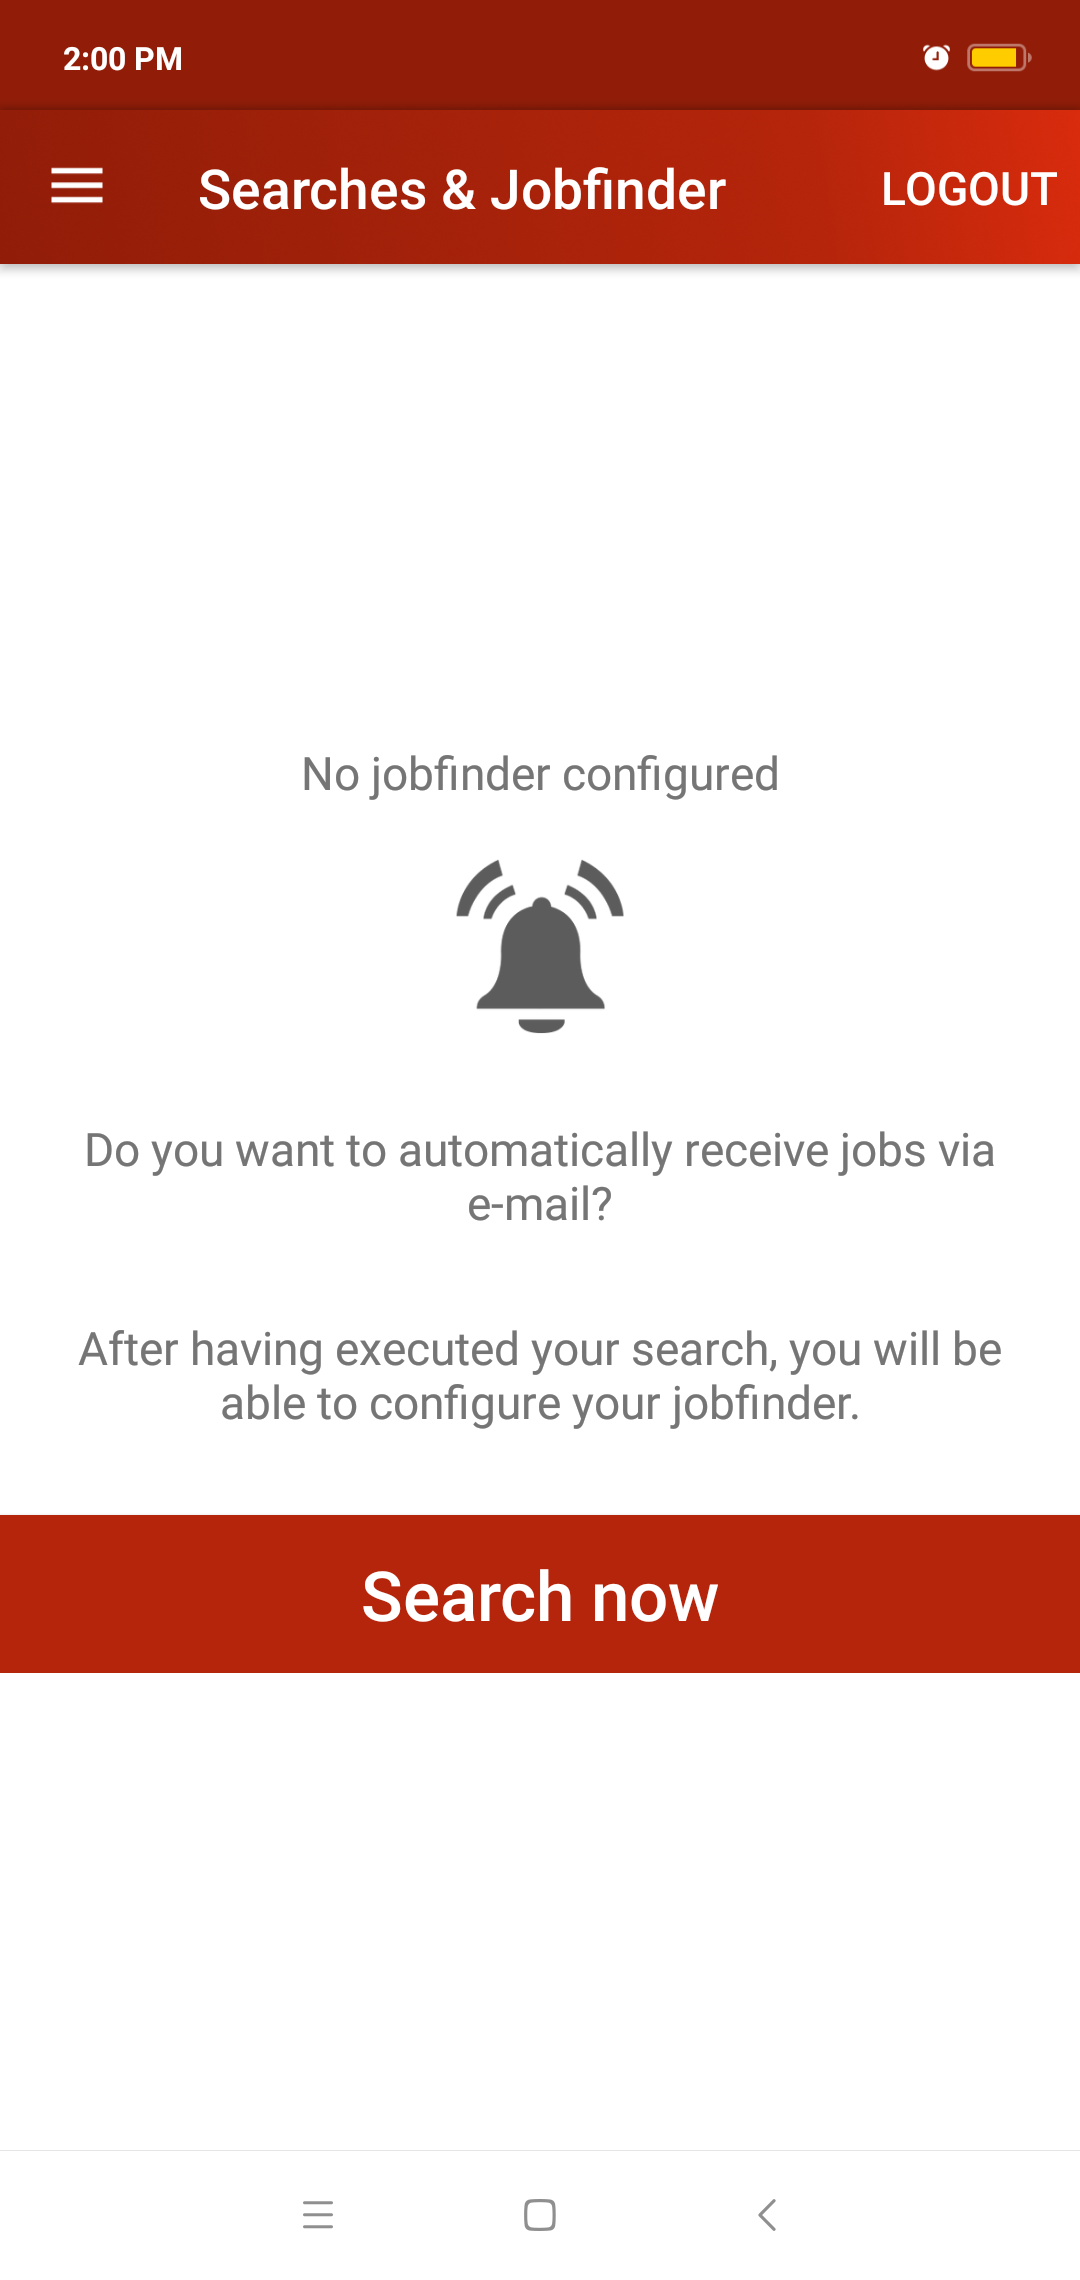 2:00 PM
Searches & Jobfinder
LOGOUT
No jobfinder configured
Do you want to automatically receive jobs via
e-mail?
After having executed your search, you will be
able to configure your jobfinder.
Search now